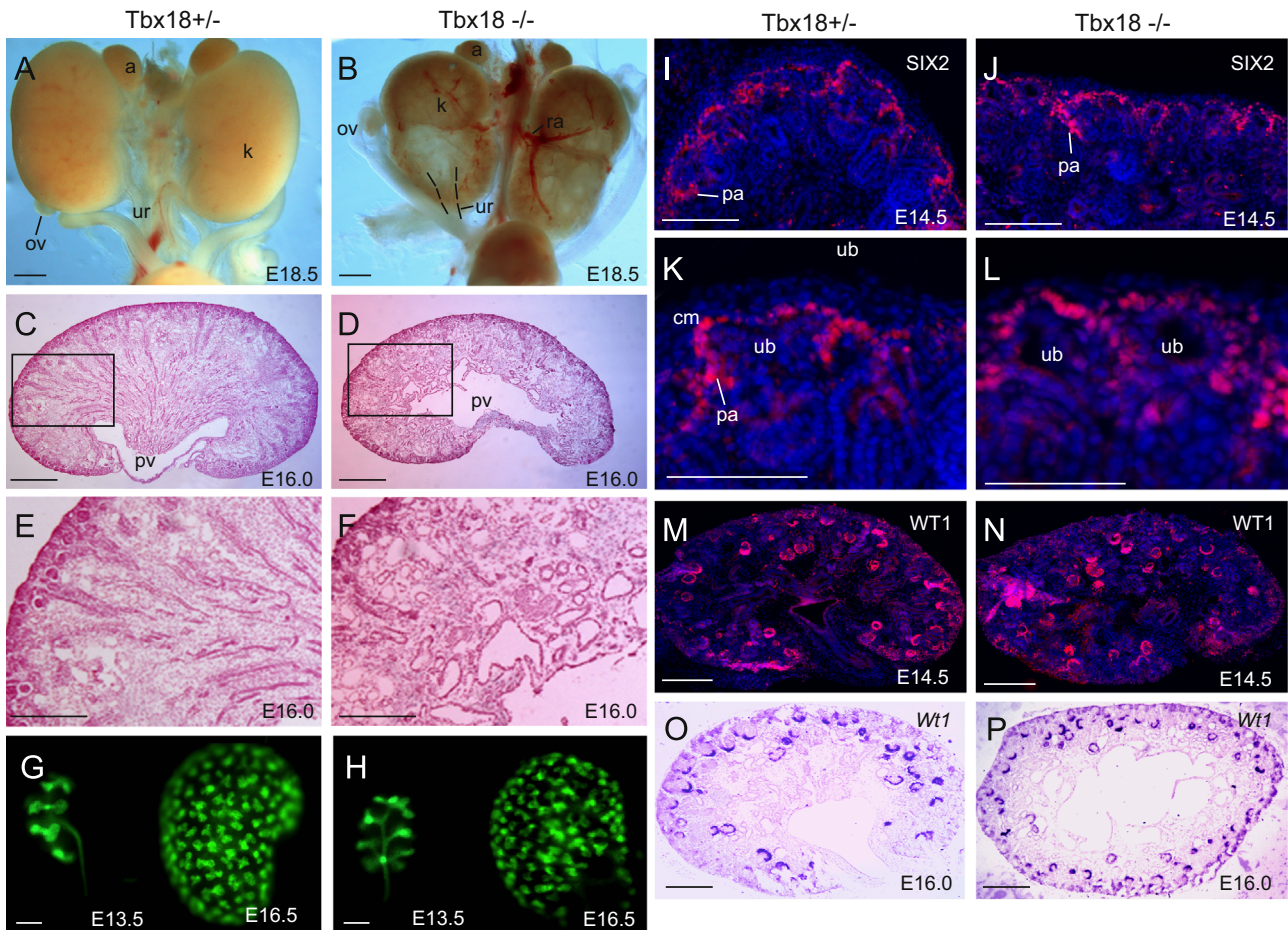 Tbx18+/-
Tbx18 -/-
Tbx18+/-
Tbx18 -/-
A
a
k
ur
ov
E18.5
B
a
k
ov
ra
l
ur
E18.5
C
pv
E16.0
D
pv
E16.0
E
E16.0
F
E16.0
G
E13.5
E16.5
H
E13.5
E16.5
I
SIX2
pa
E14.5
J
SIX2
pa
E14.5
ub
K
cm
ub
pa
L
ub
ub
M
WT1
E14.5
N
WT1
E14.5
O
Wt1
E16.0
P
Wt1
E16.0